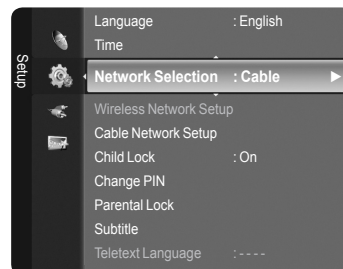 Setup
Language : English
Time
Network Selection : Cable
Wireless Network Setup
Cable Network Setup
Child Lock : On
Change PIN
Parental Lock
Subtitle
Teletext Language : - - - -